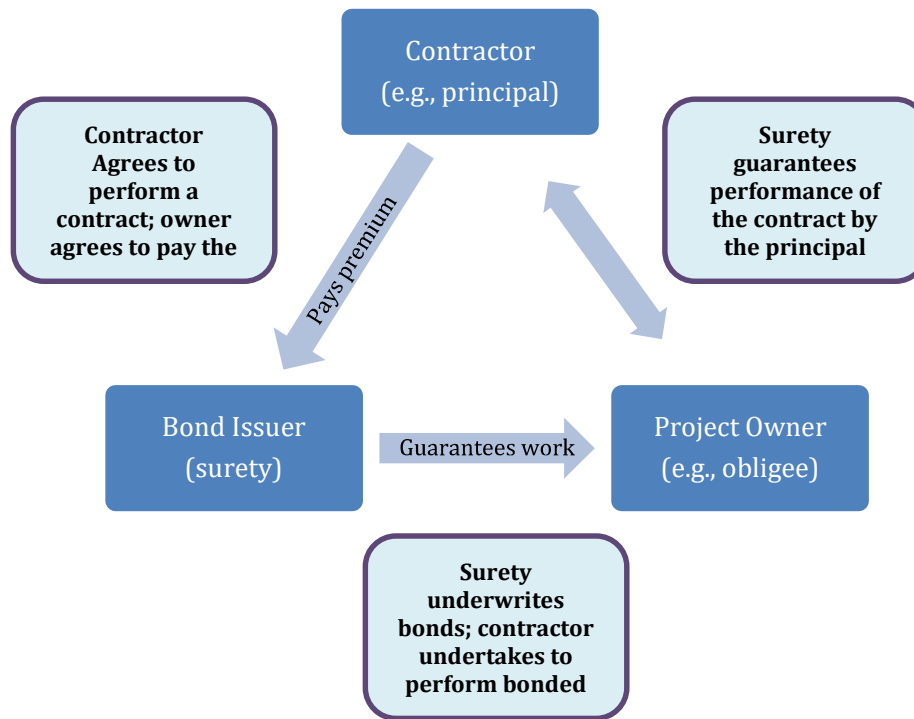 Contractor
(e.g., principal)
Contractor
Agrees to
perform a
contract; owner
agrees to pay the
Surety
guarantees
performance of
the contract by
the principal
Pays premium
Bond Issuer
(surety)
Guarantees work
Project Owner
(e.g., obligee)
Surety
underwrites
bonds; contractor
undertakes to
perform bonded